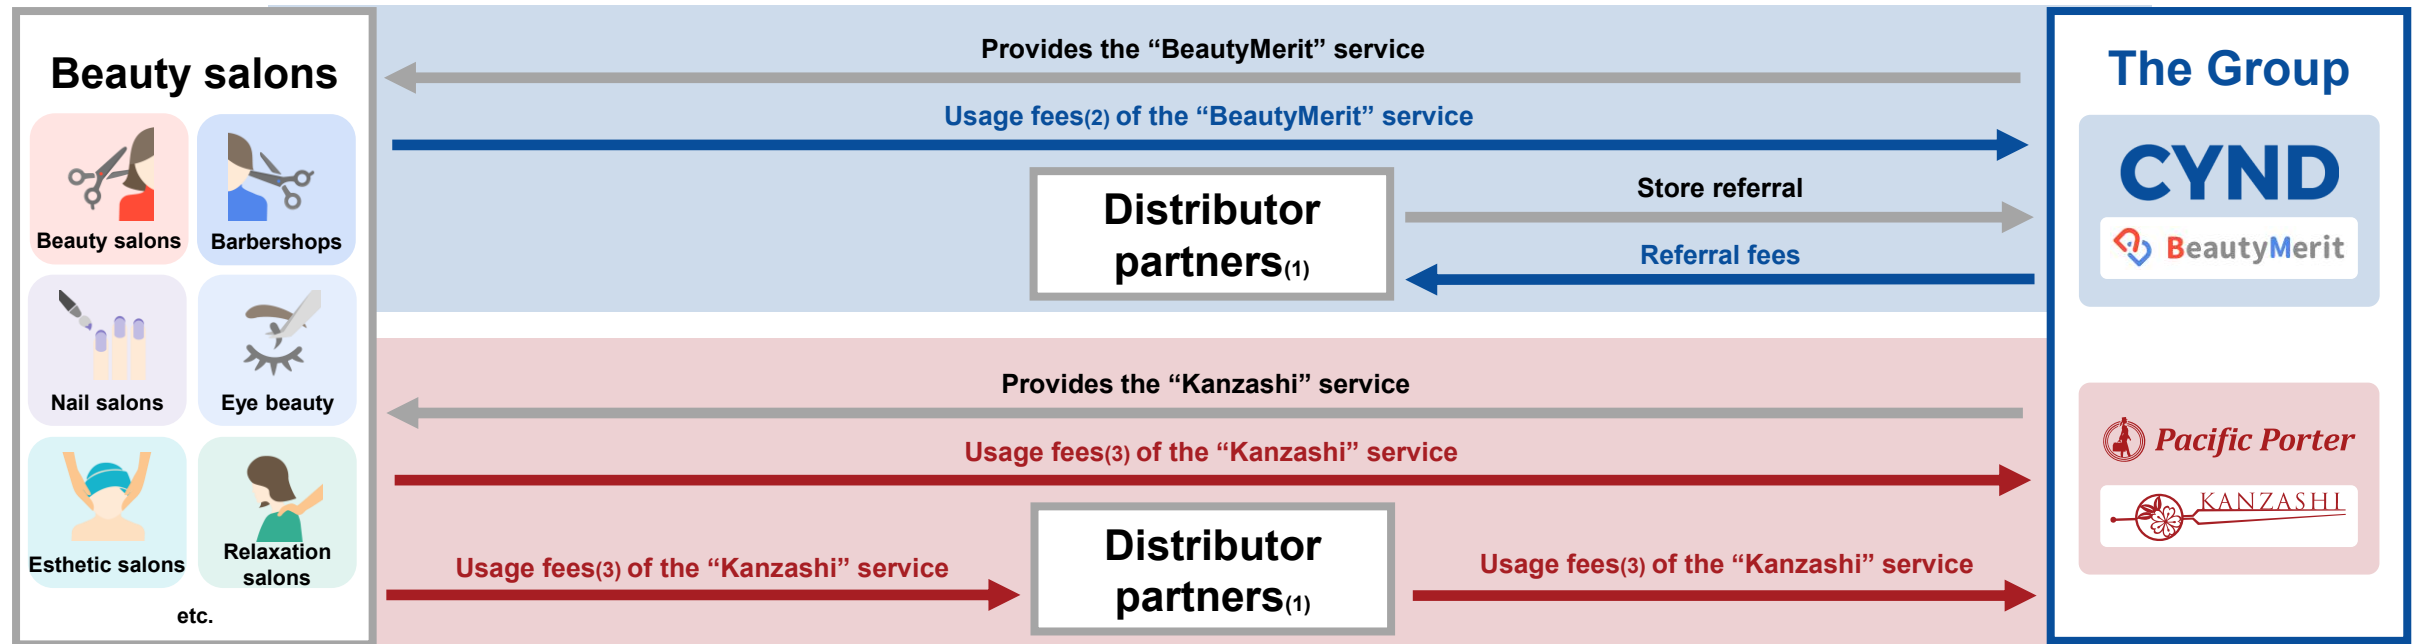 Beauty salons
Beauty salons
Barbershops
Nail salons
Eye beauty
Esthetic salons
Relaxation
salons
etc.
Provides the “BeautyMerit” service
Usage fees(2) of the “BeautyMerit” service
Distributor
partners(1)
Store referral
Referral fees
Provides the “Kanzashi” service
Usage fees(3) of the “Kanzashi” service
Usage fees(3) of the “Kanzashi” service
Distributor
partners(1)
Usage fees(3) of the “Kanzashi” service
The Group
CYND
BeautyMerit
Pacific Porter
KANZASHI